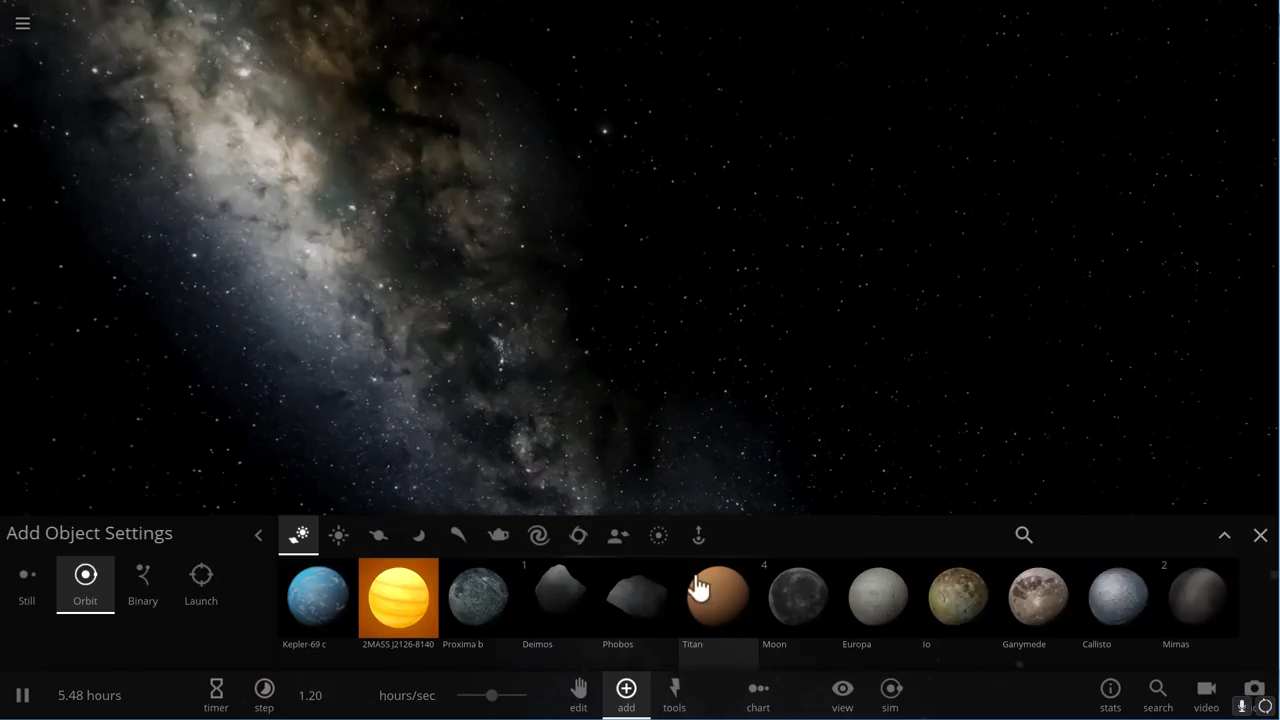 Add Object Settings
Still
Orbit
Binary
Launch
1
4
2
Kepler-69 c
2MASS J2126-8140
Proxima b
Deimos
Phobos
Titan
Moon
Europa
Io
Ganymede
Callisto
Mimas
5.48 hours
timer
step
1.20
hours/sec
edit
add
tools
chart
view
sim
stats
search
video